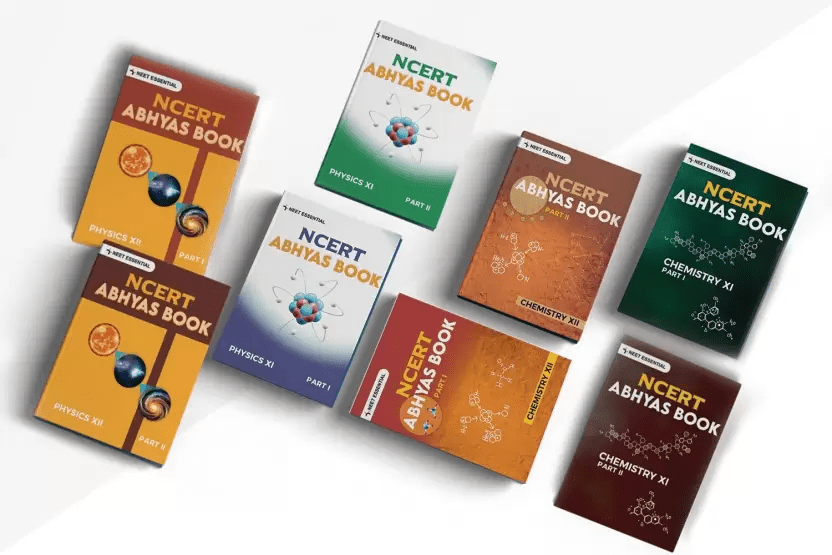 NEET ESSENTIAL
NCERT
ABHYAS BOOK
PHYSICS XII
PART I
NEET ESSENTIAL
NCERT
ABHYAS BOOK
PHYSICS XI
PART II
NEET ESSENTIAL
NCERT
ABHYAS BOOK
PART II
CHEMISTRY XII
NEET ESSENTIAL
NCERT
ABHYAS BOOK
CHEMISTRY XI
PART I
NEET ESSENTIAL
NCERT
ABHYAS BOOK
PHYSICS XII
PART II
NEET ESSENTIAL
NCERT
ABHYAS BOOK
PHYSICS XI
PART I
NEET ESSENTIAL
NCERT
ABHYAS BOOK
PART I
CHEMISTRY XII
NEET ESSENTIAL
NCERT
ABHYAS BOOK
CHEMISTRY XI
PART II